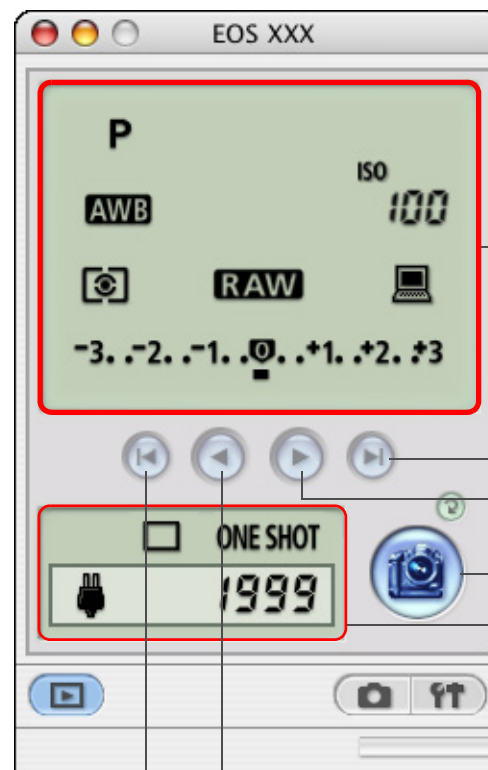 EOS XXX
P
ISO
AWB 100
RAW
-3. .-2. .-1. .0. .+1. .+2. .+3
ONE SHOT
1999